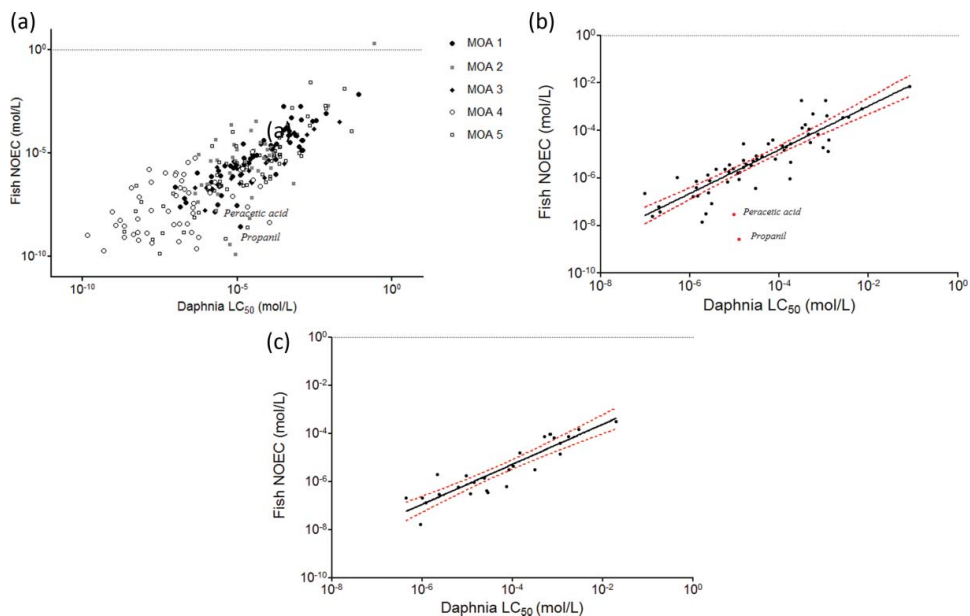 (a)
10⁰
10⁻⁵
10⁻¹⁰
Fish NOEC (mol/L)
(a)
Peracetic acid
Propanil
10⁻¹⁰
10⁻⁵
10⁰
Daphnia LC₅₀ (mol/L)
MOA 1
MOA 2
MOA 3
MOA 4
MOA 5
(b)
10⁰
10⁻²
10⁻⁴
10⁻⁶
10⁻⁸
10⁻¹⁰
Fish NOEC (mol/L)
Peracetic acid
Propanil
10⁻⁸
10⁻⁶
10⁻⁴
10⁻²
10⁰
Daphnia LC₅₀ (mol/L)
(c)
10⁰
10⁻²
10⁻⁴
10⁻⁶
10⁻⁸
10⁻¹⁰
Fish NOEC (mol/L)
10⁻⁸
10⁻⁶
10⁻⁴
10⁻²
10⁰
Daphnia LC₅₀ (mol/L)